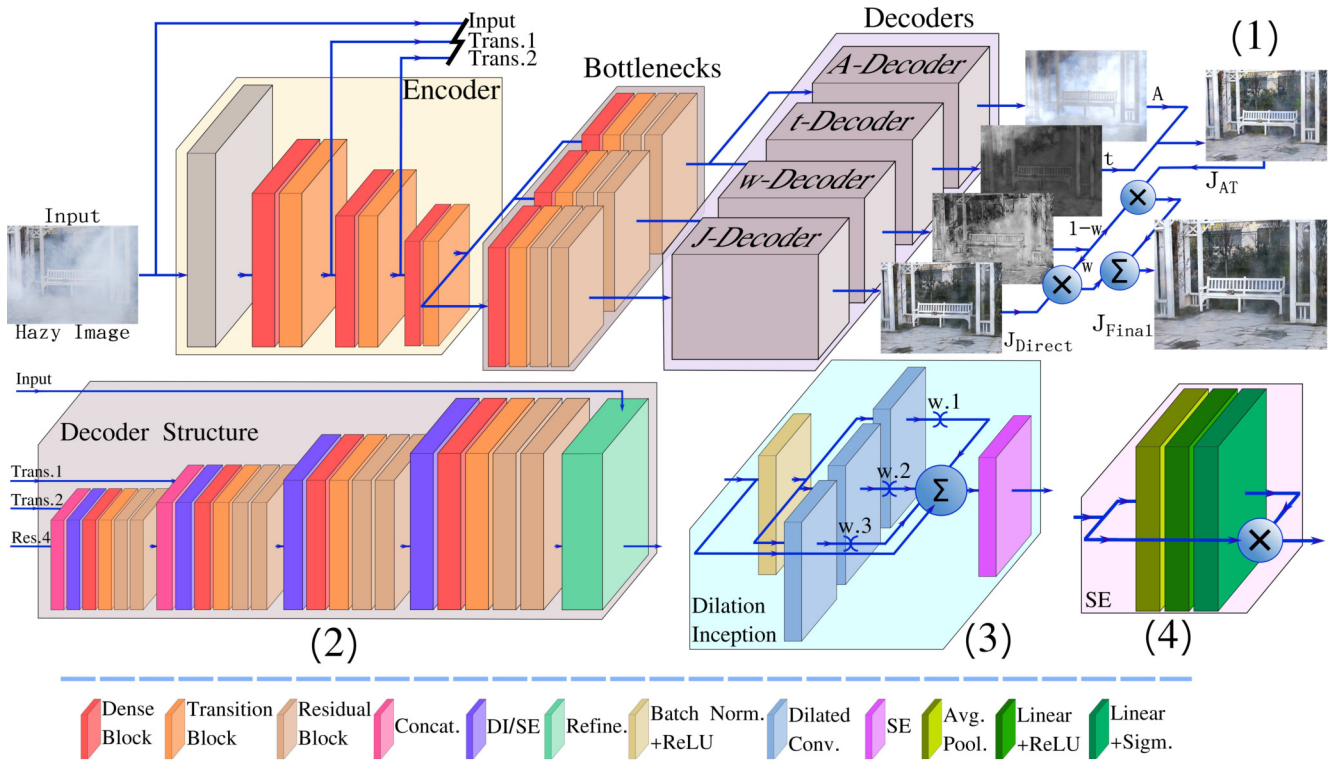 Input
Trans.1
Trans.2
Encoder
Bottlenecks
Decoders
(1)
A-Decoder
t-Decoder
w-Decoder
J-Decoder
Input
Hazy Image
A
t
J_AT
1-w
w
J_Direct
J_Final
Input
Decoder Structure
Trans.1
Trans.2
Res.4
(2)
w.1
w.2
w.3
Σ
Σ
×
×
×
Dilation
Inception
(3)
SE
(4)
Dense
Block
Transition
Block
Residual
Block
Concat.
DI/SE
Refine.
Batch Norm.
+ReLU
Dilated
Conv.
SE
Avg.
Pool.
Linear
+ReLU
Linear
+Sigm.